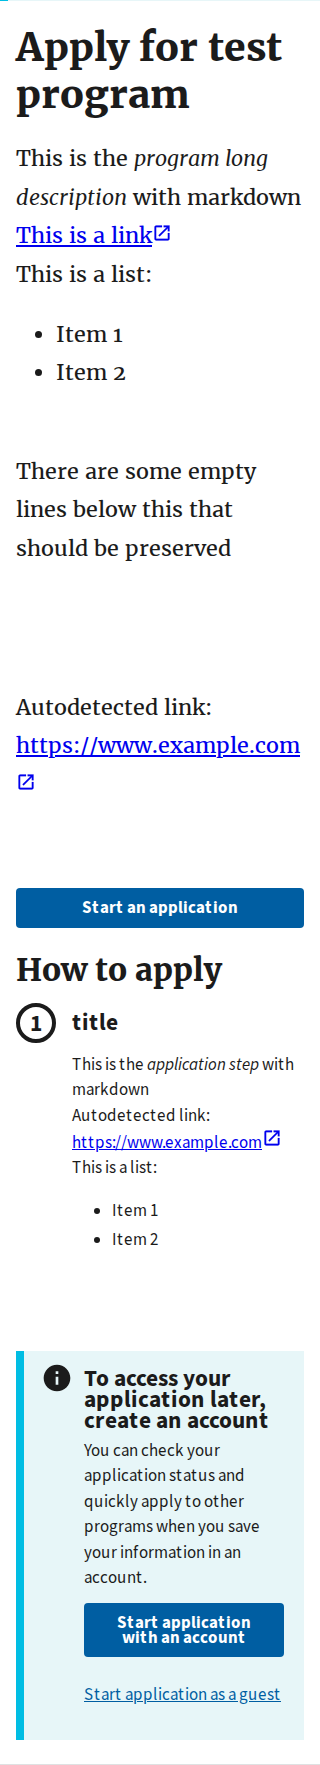 Apply for test
program
This is the program long
description with markdown
This is a link
This is a list:
Item 1
Item 2
There are some empty
lines below this that
should be preserved
Autodetected link:
https://www.example.com
Start an application
How to apply
1 title
This is the application step with
markdown
Autodetected link:
https://www.example.com
This is a list:
Item 1
Item 2
To access your
application later,
create an account
You can check your
application status and
quickly apply to other
programs when you save
your information in an
account.
Start application
with an account
Start application as a guest